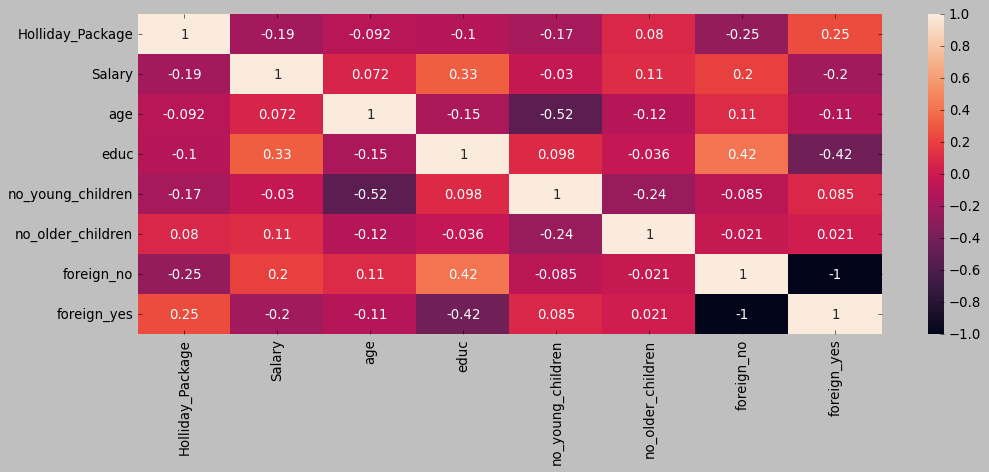 Holliday_Package 1 -0.19 -0.092 -0.1 -0.17 0.08 -0.25 0.25
Salary -0.19 1 0.072 0.33 -0.03 0.11 0.2 -0.2
age -0.092 0.072 1 -0.15 -0.52 -0.12 0.11 -0.11
educ -0.1 0.33 -0.15 1 0.098 -0.036 0.42 -0.42
no_young_children -0.17 -0.03 -0.52 0.098 1 -0.24 -0.085 0.085
no_older_children 0.08 0.11 -0.12 -0.036 -0.24 1 -0.021 0.021
foreign_no -0.25 0.2 0.11 0.42 -0.085 -0.021 1 -1
foreign_yes 0.25 -0.2 -0.11 -0.42 0.085 0.021 -1 1
Holliday_Package
Salary
age
educ
no_young_children
no_older_children
foreign_no
foreign_yes
1.0
0.8
0.6
0.4
0.2
0.0
−0.2
−0.4
−0.6
−0.8
−1.0